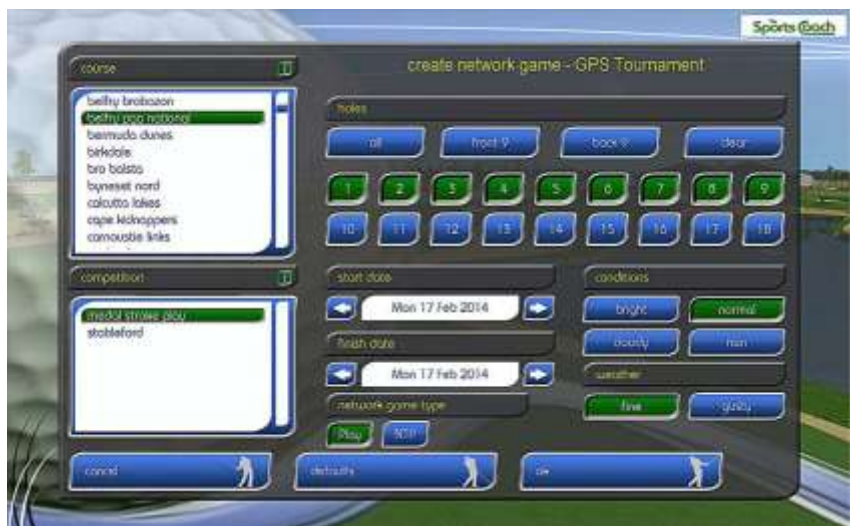 Sports Coach
course
create network game - GPS Tournament
belfry brabazon
belfry pga national
bermuda dunes
birkdale
bro balsta
byneset nord
calcutta lakes
cape kidnappers
carnoustie links
holes
all
front 9
back 9
clear
1 2 3 4 5 6 7 8 9
10 11 12 13 14 15 16 17 18
competition
medal stroke play
stableford
start date
Mon 17 Feb 2014
finish date
Mon 17 Feb 2014
network game type
Play
conditions
bright
normal
cloudy
weather
fine
gusty
cancel
defaults
ok